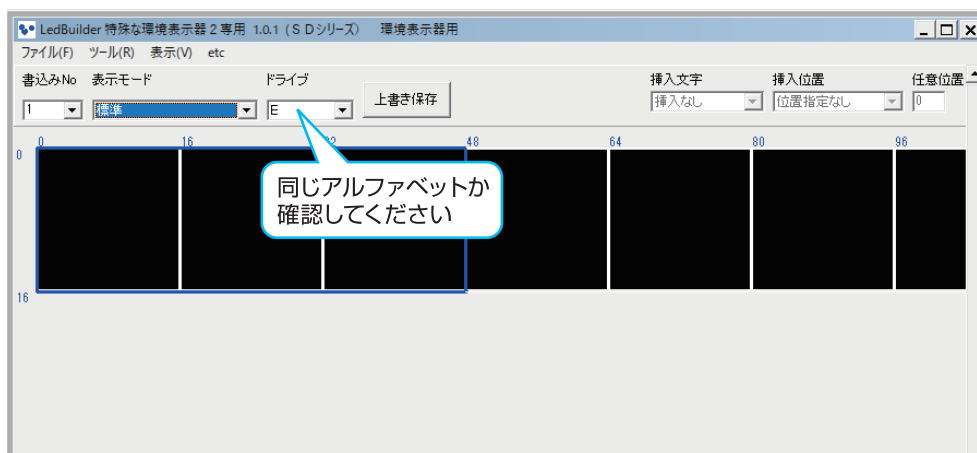 LedBuilder 特殊な環境表示器２専用 1.0.1 (ＳＤシリーズ) 環境表示器用
ファイル(F) ツール(R) 表示(V) etc
書込みNo 表示モード ドライブ 挿入文字 挿入位置 任意位置
1 標準 E 上書き保存 挿入なし 位置指定なし 0
0 16 32 48 64 80 96
0
同じアルファベットか
確認してください
16